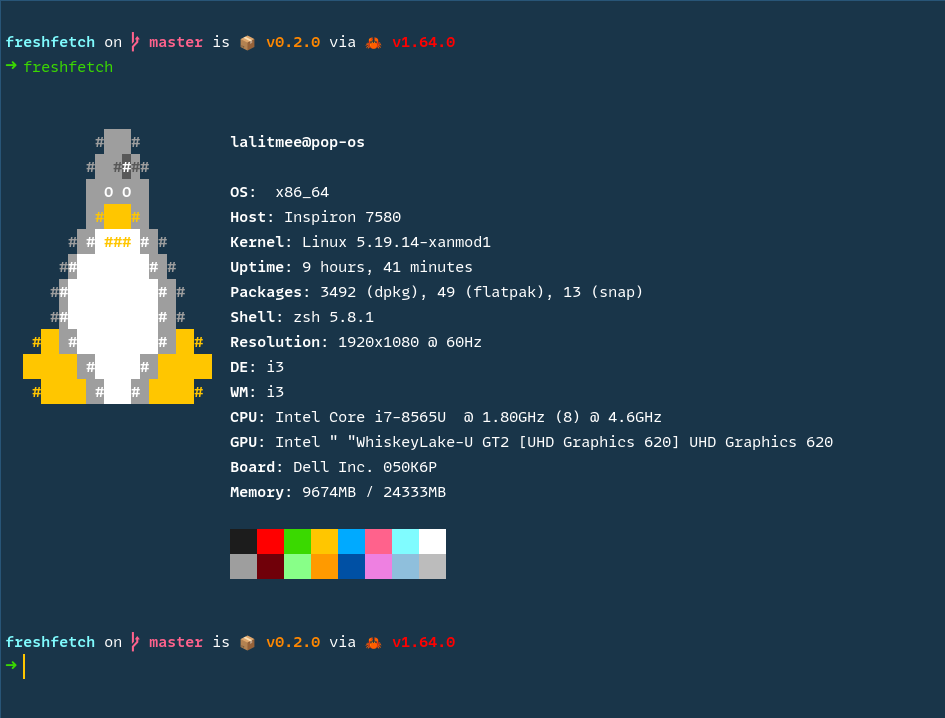 freshfetch on master is 📦 v0.2.0 via 🦀 v1.64.0
➜ freshfetch
# #
# #### lalitmee@pop-os
O O OS:  x86_64
# # Host: Inspiron 7580
# # ### # # Kernel: Linux 5.19.14-xanmod1
## # # Uptime: 9 hours, 41 minutes
## # # Packages: 3492 (dpkg), 49 (flatpak), 13 (snap)
## # # Shell: zsh 5.8.1
# # # # Resolution: 1920x1080 @ 60Hz
# # DE: i3
# # # # WM: i3
CPU: Intel Core i7-8565U  @ 1.80GHz (8) @ 4.6GHz
GPU: Intel " "WhiskeyLake-U GT2 [UHD Graphics 620] UHD Graphics 620
Board: Dell Inc. 050K6P
Memory: 9674MB / 24333MB
freshfetch on master is 📦 v0.2.0 via 🦀 v1.64.0
➜